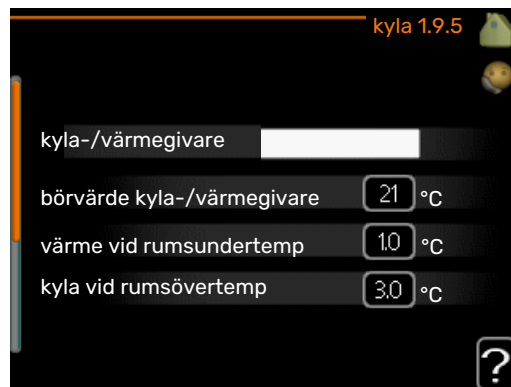 kyla 1.9.5
kyla-/värmegivare
börvärde kyla-/värmegivare 21 °C
värme vid rumsundertemp 1.0 °C
kyla vid rumsövertemp 3.0 °C
?